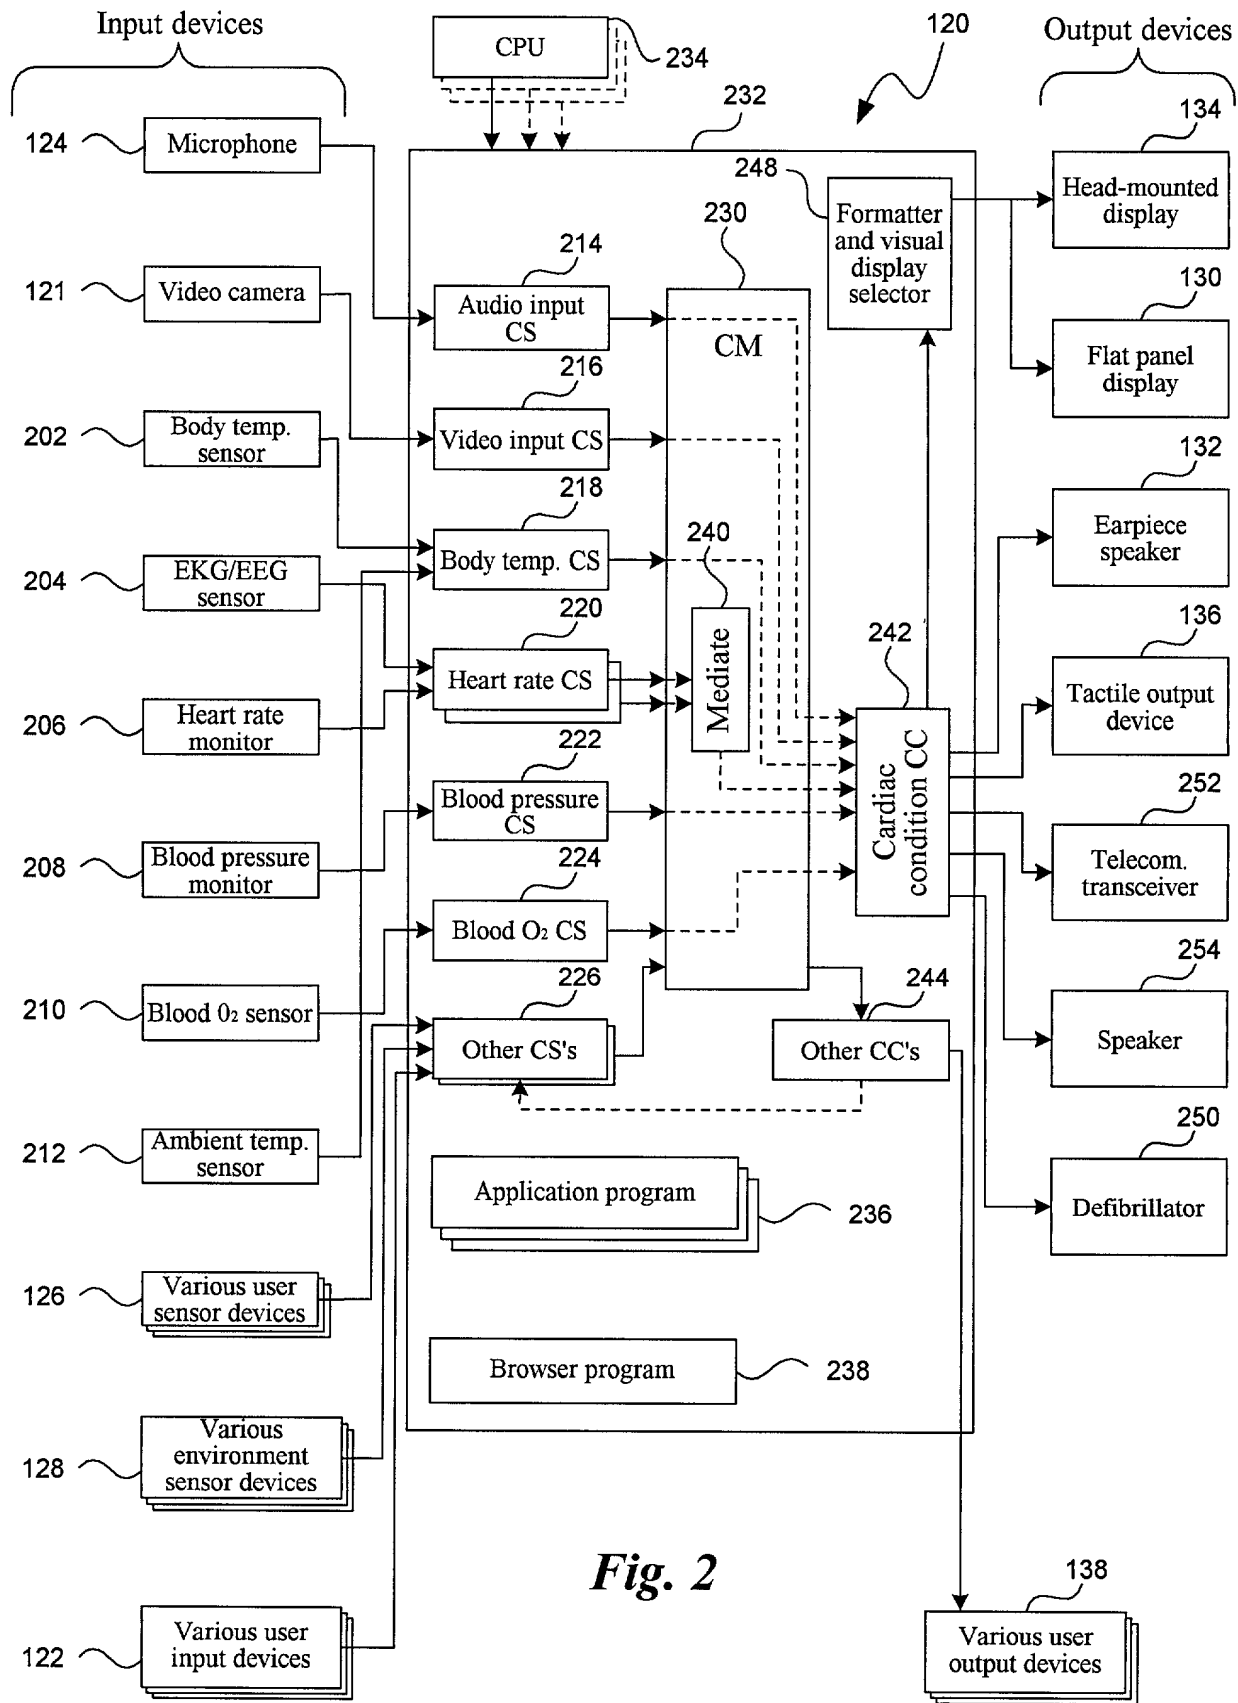 Input devices
CPU
234
120
Output devices
232
124
Microphone
134
Head-mounted
display
248
Formatter
and visual
display
selector
230
214
121
Video camera
Audio input
CS
CM
130
Flat panel
display
216
Video input CS
202
Body temp.
sensor
132
Earpiece
speaker
218
Body temp. CS
240
Mediate
204
EKG/EEG
sensor
220
Heart rate CS
242
Cardiac
condition CC
136
Tactile output
device
206
Heart rate
monitor
222
Blood pressure
CS
252
Telecom.
transceiver
208
Blood pressure
monitor
224
Blood O2 CS
254
Speaker
210
Blood 02 sensor
226
Other CS's
244
Other CC's
212
Ambient temp.
sensor
250
Defibrillator
Application program
236
126
Various user
sensor devices
Browser program
238
128
Various
environment
sensor devices
Fig. 2
138
122
Various user
input devices
Various user
output devices